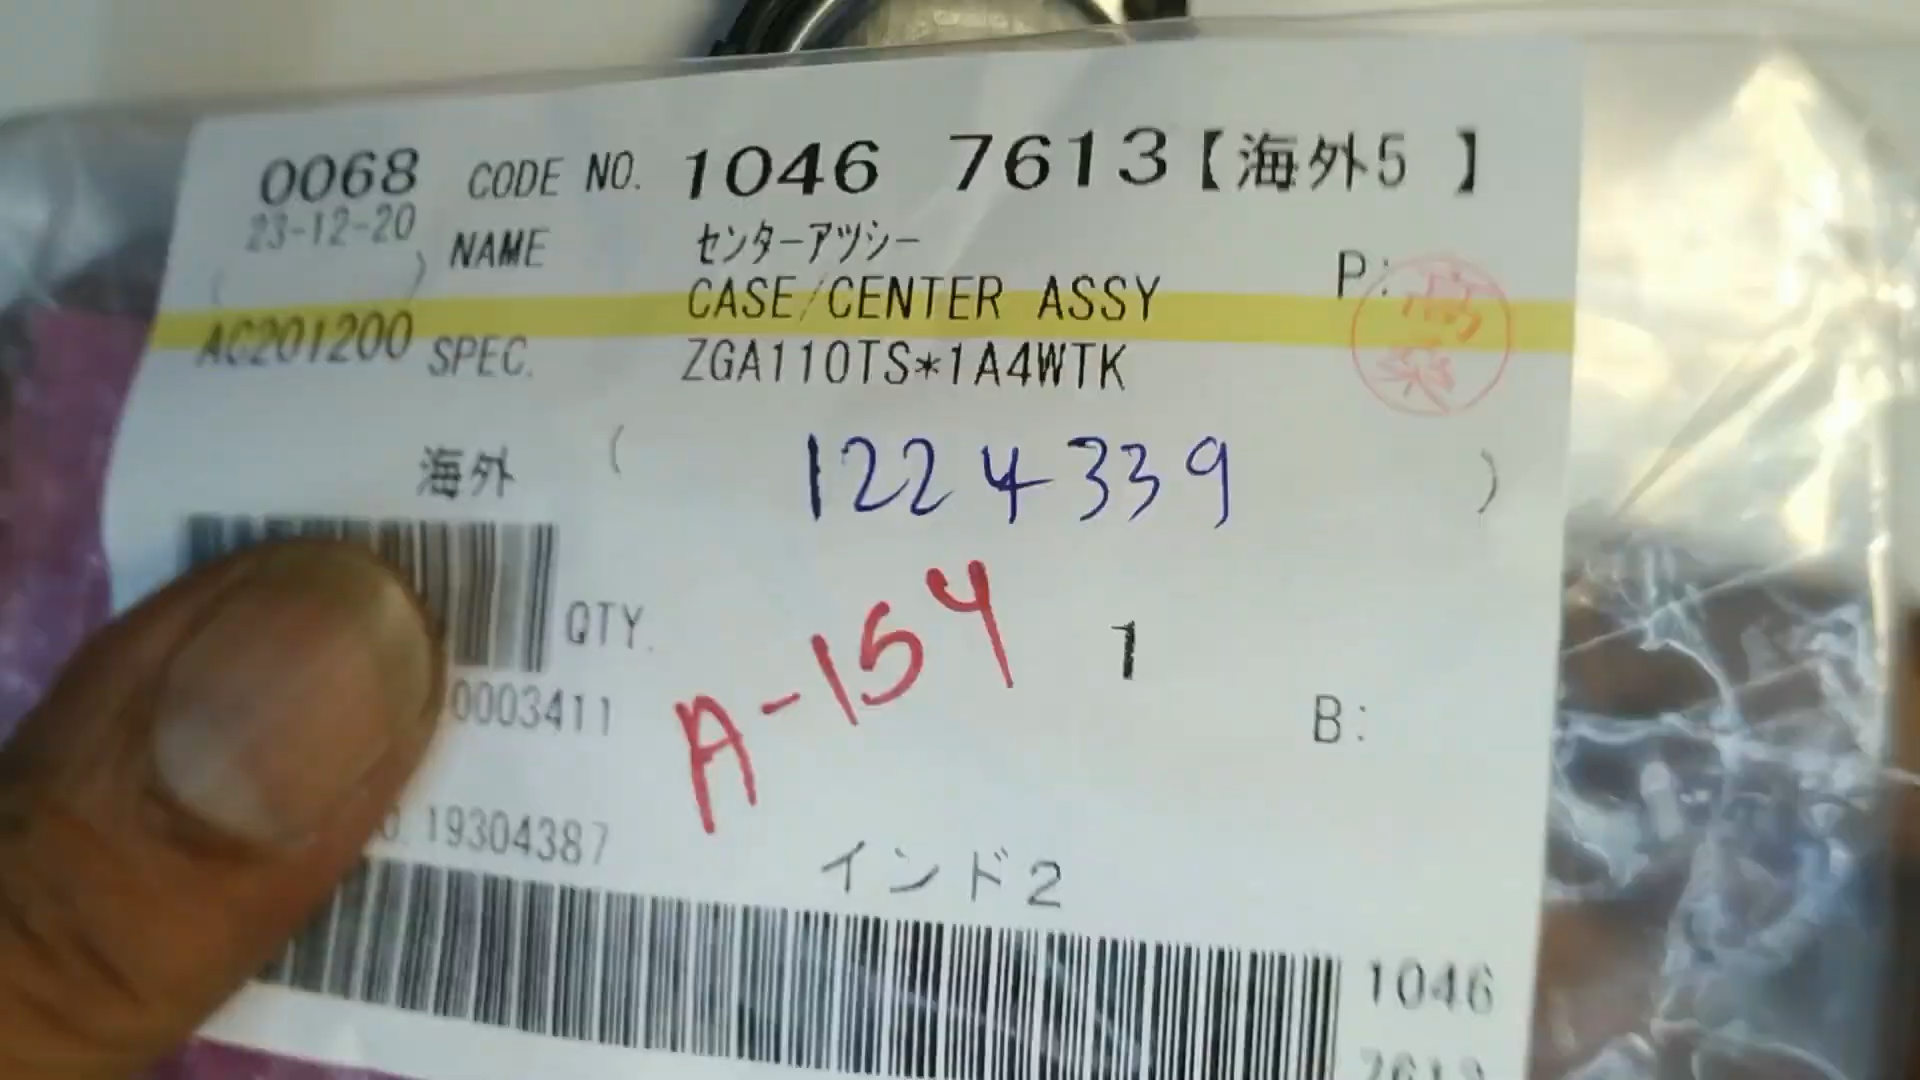 0068 CODE NO. 1046 7613【海外5 】
23-12-20 NAME センターアツシー
( ) CASE/CENTER ASSY P:
AC201200 SPEC. ZGA110TS*1A4WTK
海外 ( 1224339 )
QTY. A-154 1
0003411
B:
19304387
インド2
1046
7613